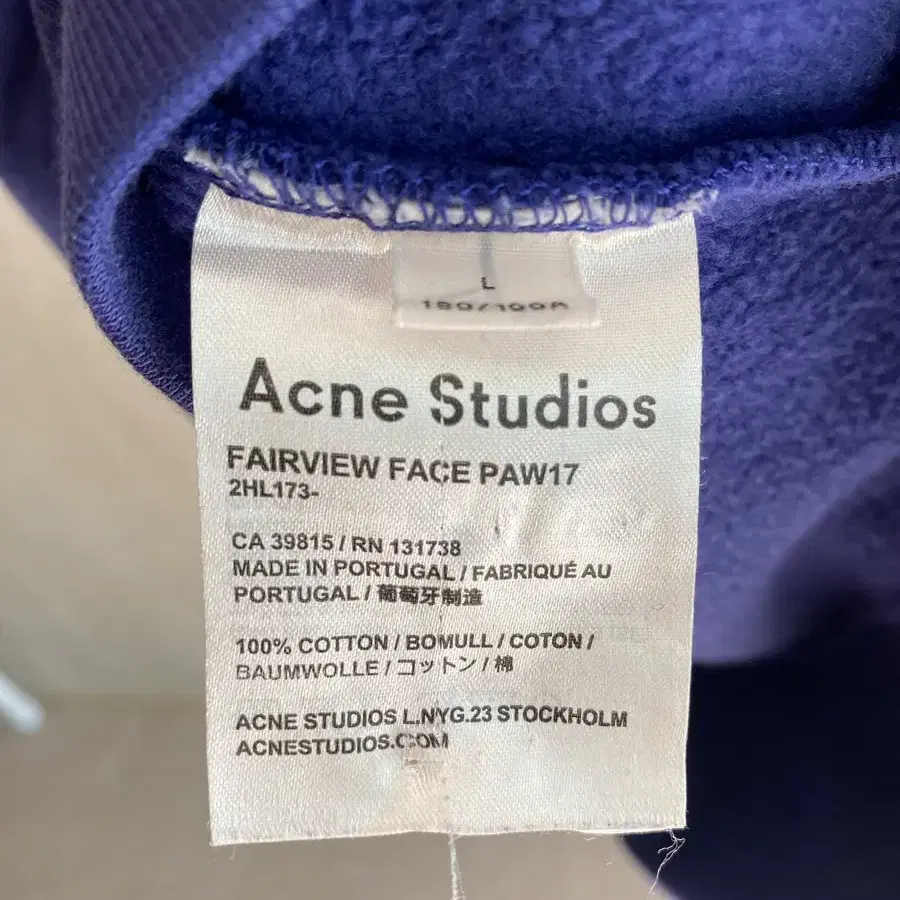 L
Acne Studios
FAIRVIEW FACE PAW17
2HL173-
CA 39815 / RN 131738
MADE IN PORTUGAL / FABRIQUÉ AU
PORTUGAL / 葡萄牙制造
100% COTTON / BOMULL / COTON /
BAUMWOLLE / コットン / 棉
ACNE STUDIOS L.NYG.23 STOCKHOLM
ACNESTUDIOS.COM